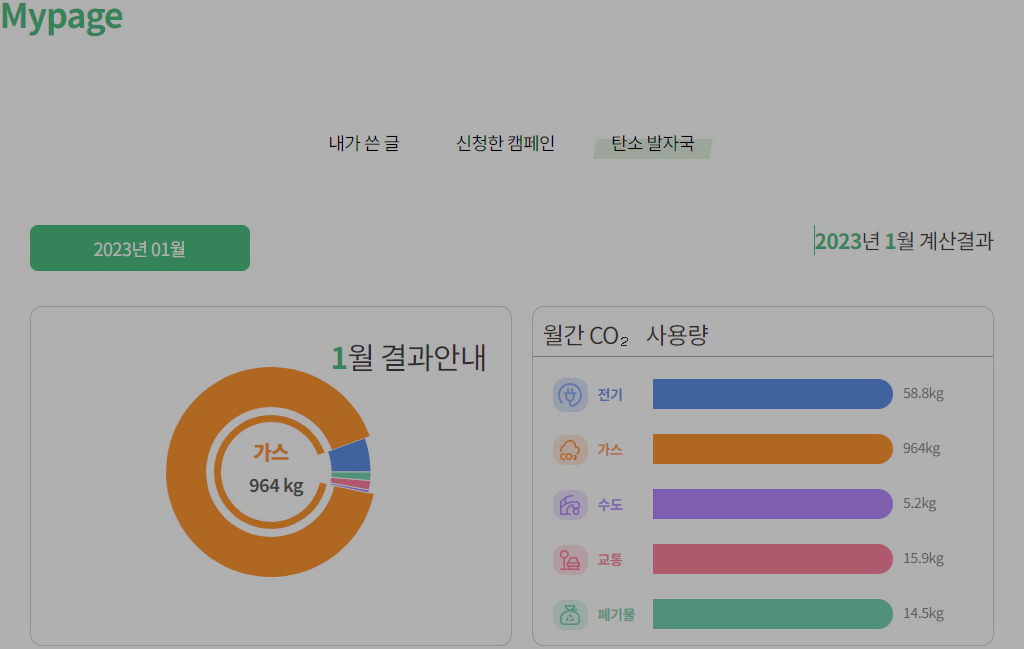 Mypage
내가 쓴 글 신청한 캠페인 탄소 발자국
2023년 01월
2023년 1월 계산결과
1월 결과안내
가스
964 kg
월간 CO₂ 사용량
전기 58.8kg
CO₂ 가스 964kg
수도 5.2kg
교통 15.9kg
폐기물 14.5kg